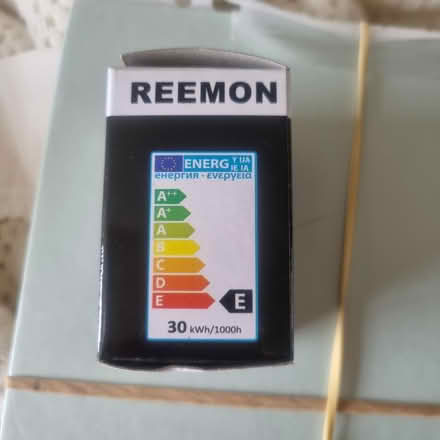 REEMON
ENERG Y IJA
IE IA
енергия · ενεργεια
A++
A+
A
B
C
D
E
E
30 kWh/1000h